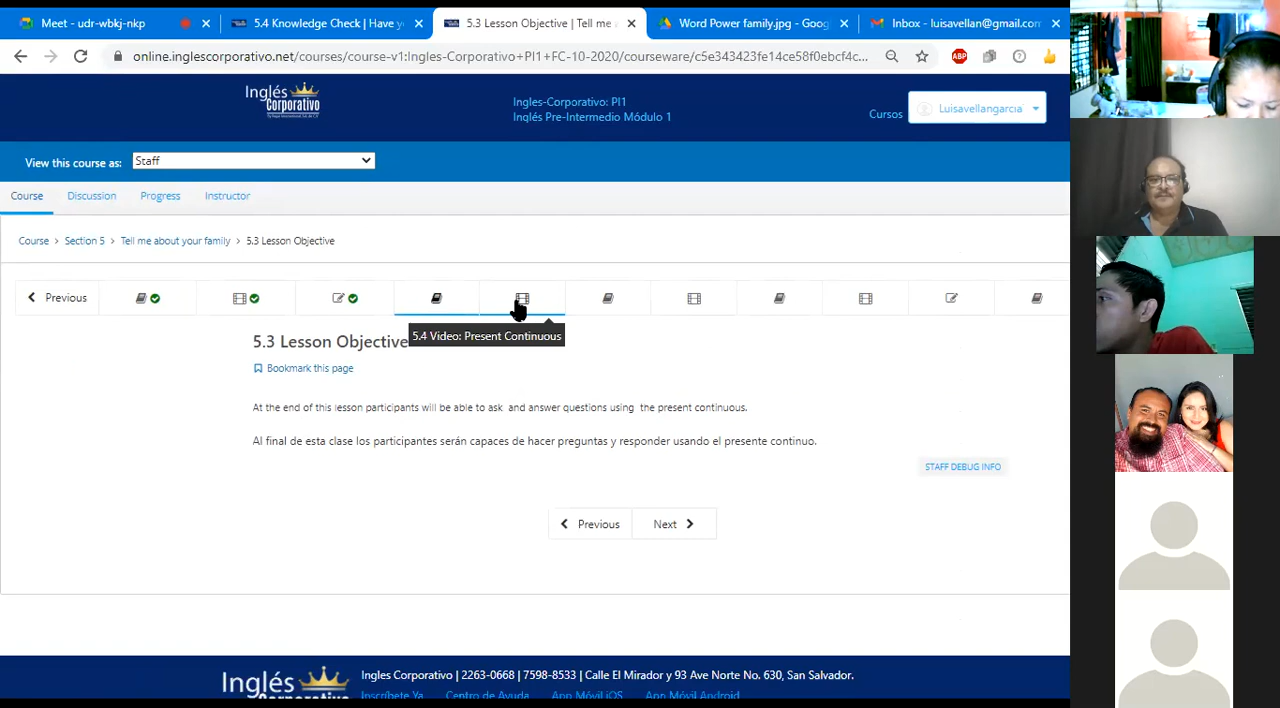 Meet - udr-wbkj-nkp
5.4 Knowledge Check | Have y
5.3 Lesson Objective | Tell me a
Word Power family.jpg - Goog
Inbox - luisavellan@gmail.com
online.inglescorporativo.net/courses/course-v1:Ingles-Corporativo+PI1+FC-10-2020/courseware/c5e343423fe14ce58f0ebcf4c...
ABP
Inglés
Corporativo
Ingles-Corporativo: PI1
Inglés Pre-Intermedio Módulo 1
Cursos
Luisavellangarcia
View this course as:
Staff
Course
Discussion
Progress
Instructor
Course > Section 5 > Tell me about your family > 5.3 Lesson Objective
Previous
5.4 Video: Present Continuous
5.3 Lesson Objective
Bookmark this page
At the end of this lesson participants will be able to ask and answer questions using the present continuous.
Al final de esta clase los participantes serán capaces de hacer preguntas y responder usando el presente continuo.
STAFF DEBUG INFO
Previous
Next
Inglés
Corporativo
Ingles Corporativo | 2263-0668 | 7598-8533 | Calle El Mirador y 93 Ave Norte No. 630, San Salvador.
Inscríbete Ya
Centro de Ayuda
App Móvil iOS
App Móvil Android